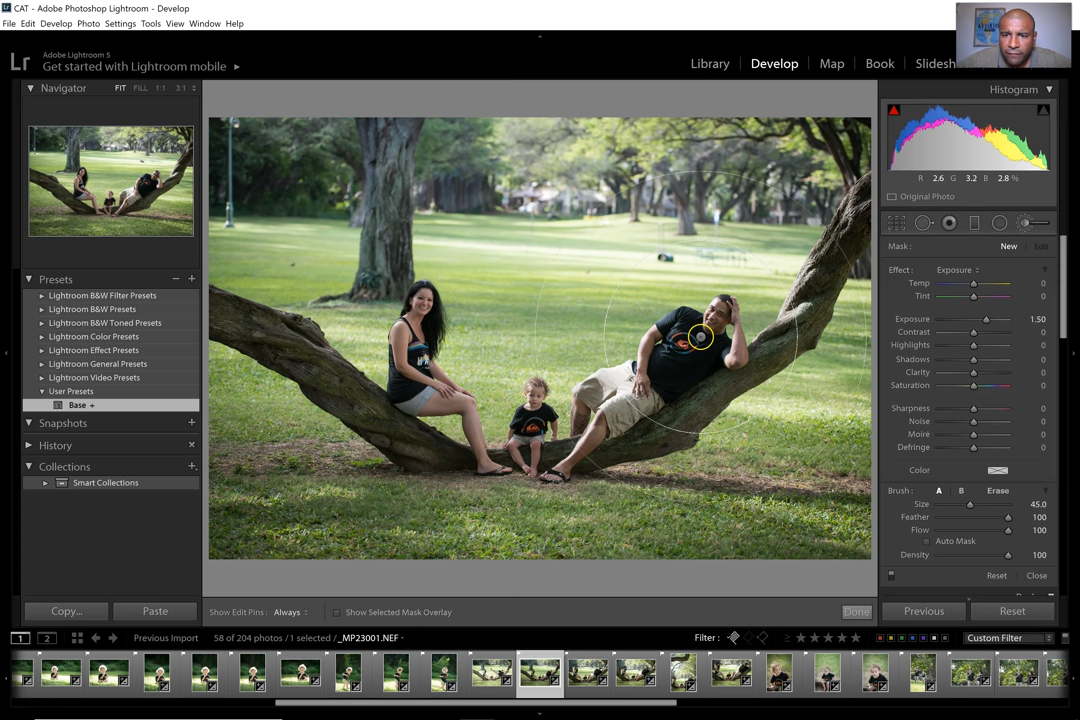 CAT - Adobe Photoshop Lightroom - Develop
File Edit Develop Photo Settings Tools View Window Help
Lr
Adobe Lightroom 5
Get started with Lightroom mobile ▶
Library | Develop | Map | Book | Slidesh
Navigator FIT FILL 1:1 3:1
Histogram
R 2.6 G 3.2 B 2.8 %
Original Photo
Mask: New Edit
Effect: Exposure
Temp 0
Tint 0
Exposure 1.50
Contrast 0
Highlights 0
Shadows 0
Clarity 0
Saturation 0
Sharpness 0
Noise 0
Moiré 0
Defringe 0
Color
Brush: A B Erase
Size 45.0
Feather 100
Flow 100
Auto Mask
Density 100
Reset Close
Presets − +
Lightroom B&W Filter Presets
Lightroom B&W Presets
Lightroom B&W Toned Presets
Lightroom Color Presets
Lightroom Effect Presets
Lightroom General Presets
Lightroom Video Presets
User Presets
Base +
Snapshots +
History ×
Collections +
Smart Collections
Copy... Paste
Show Edit Pins: Always Show Selected Mask Overlay Done
Previous Reset
1 2 Previous Import 58 of 204 photos /1 selected /_MP23001.NEF Filter: ≥ ★★★★★ Custom Filter